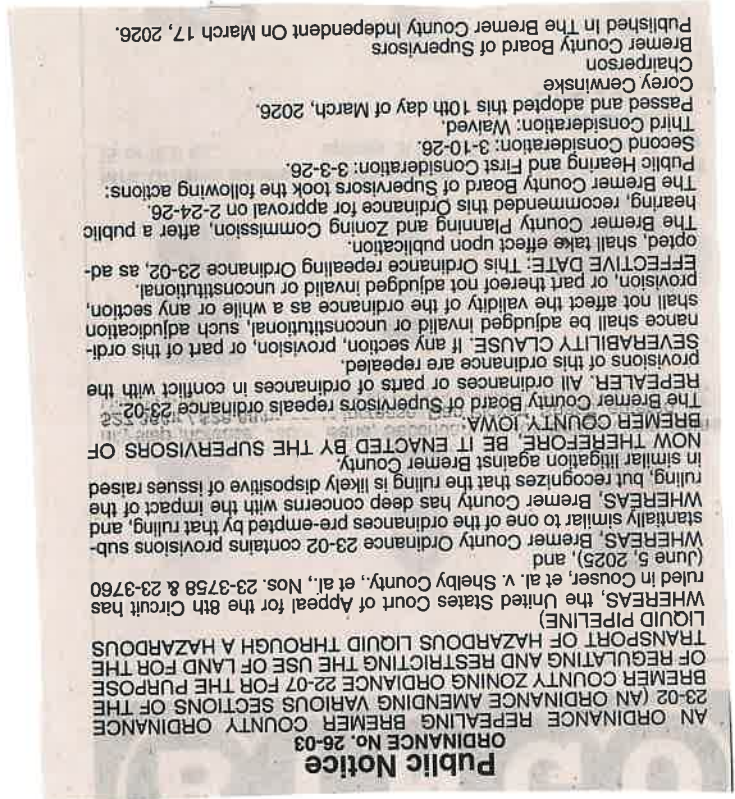 Public Notice
ORDINANCE No. 26-03
AN ORDINANCE REPEALING BREMER COUNTY ORDINANCE
23-02 (AN ORDINANCE AMENDING VARIOUS SECTIONS OF THE
BREMER COUNTY ZONING ORDIANCE 22-07 FOR THE PURPOSE
OF REGULATING AND RESTRICTING THE USE OF LAND FOR THE
TRANSPORT OF HAZARDOUS LIQUID THROUGH A HAZARDOUS
LIQUID PIPELINE)
WHEREAS, the United States Court of Appeal for the 8th Circuit has
ruled in Couser, et al. v. Shelby County., et al., Nos. 23-3758 & 23-3760
(June 5, 2025), and
WHEREAS, Bremer County Ordinance 23-02 contains provisions sub-
stantially similar to one of the ordinances pre-empted by that ruling, and
WHEREAS, Bremer County has deep concerns with the impact of the
ruling, but recognizes that the ruling is likely dispositive of issues raised
in similar litigation against Bremer County.
NOW THEREFORE, BE IT ENACTED BY THE SUPERVISORS OF
BREMER COUNTY IOWA:
The Bremer County Board of Supervisors repeals ordinance 23-02.
REPEALER. All ordinances or parts of ordinances in conflict with the
provisions of this ordinance are repealed.
SEVERABILITY CLAUSE. If any section, provision, or part of this ordi-
nance shall be adjudged invalid or unconstitutional, such adjudication
shall not affect the validity of the ordinance as a while or any section,
provision, or part thereof not adjudged invalid or unconstitutional.
EFFECTIVE DATE: This Ordinance repealing Ordinance 23-02, as ad-
opted, shall take effect upon publication.
The Bremer County Planning and Zoning Commission, after a public
hearing, recommended this Ordinance for approval on 2-24-26.
The Bremer County Board of Supervisors took the following actions:
Public Hearing and First Consideration: 3-3-26.
Second Consideration: 3-10-26.
Third Consideration: Waived.
Passed and adopted this 10th day of March, 2026.
Corey Cerwinske
Chairperson
Bremer County Board of Supervisors
Published In The Bremer County Independent On March 17, 2026.